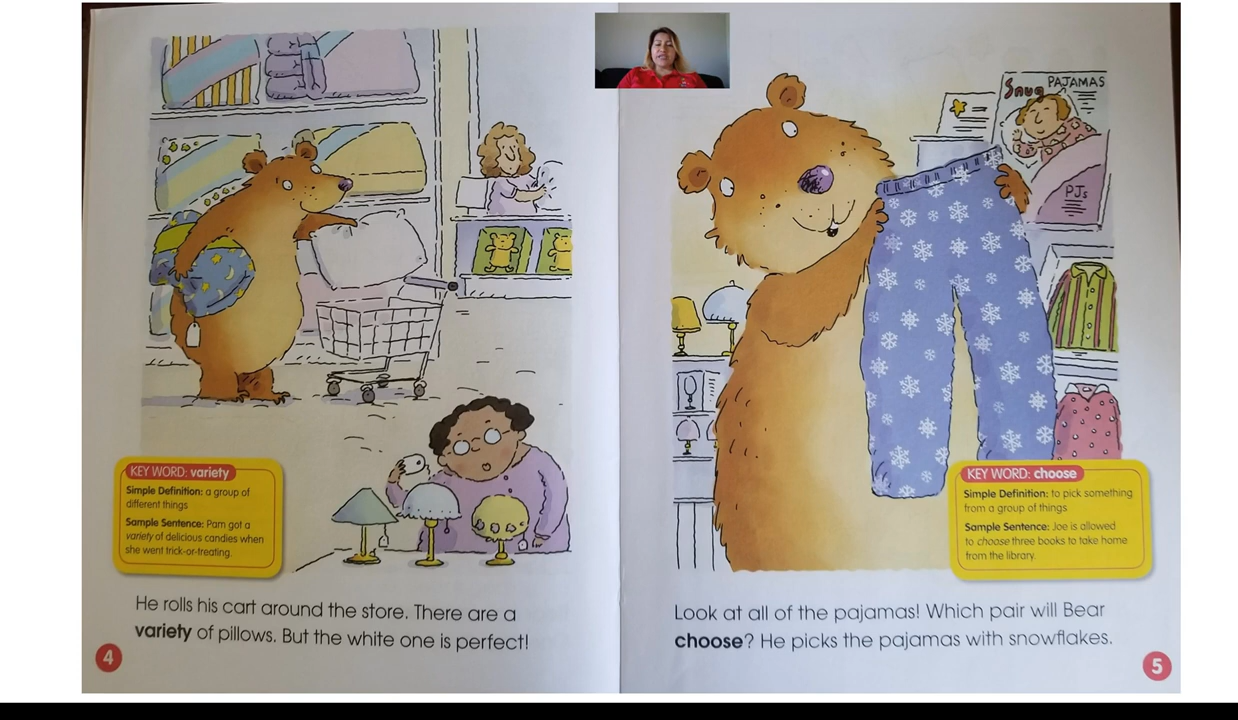 KEY WORD: variety
Simple Definition: a group of
different things
Sample Sentence: Pam got a
variety of delicious candies when
she went trick-or-treating.
He rolls his cart around the store. There are a
variety of pillows. But the white one is perfect!
4
Snug PAJAMAS
PJs
KEY WORD: choose
Simple Definition: to pick something
from a group of things
Sample Sentence: Joe is allowed
to choose three books to take home
from the library.
Look at all of the pajamas! Which pair will Bear
choose? He picks the pajamas with snowflakes.
5